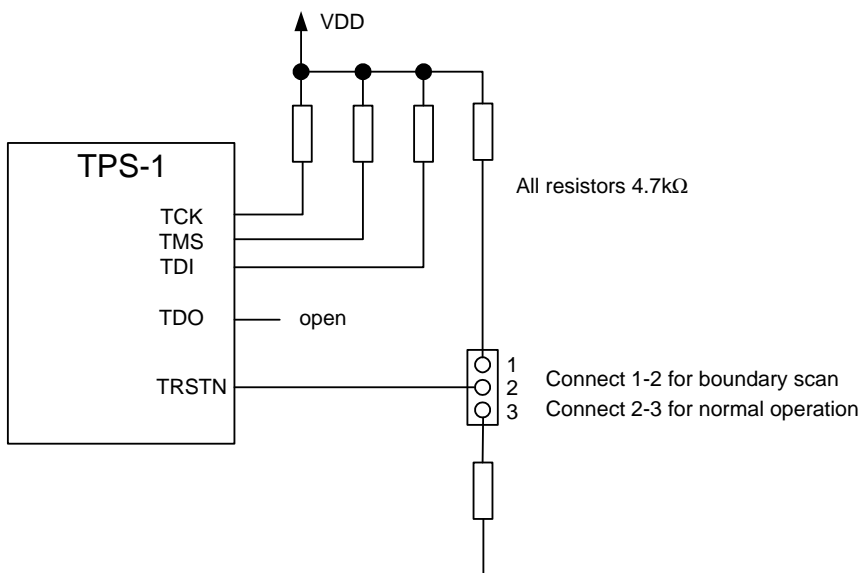 VDD
TPS-1
All resistors 4.7kΩ
TCK
TMS
TDI
TDO
open
1
TRSTN
2
Connect 1-2 for boundary scan
3
Connect 2-3 for normal operation